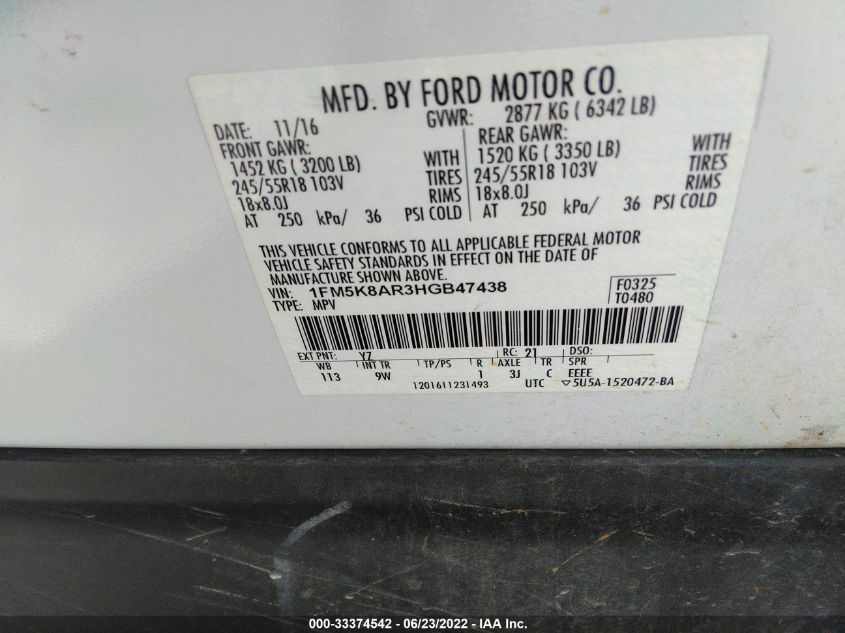 MFD. BY FORD MOTOR CO.
DATE: 11/16 GVWR: 2877 KG ( 6342 LB)
FRONT GAWR: REAR GAWR:
1452 KG ( 3200 LB) WITH 1520 KG ( 3350 LB) WITH
245/55R18 103V TIRES 245/55R18 103V TIRES
18x8.0J RIMS 18x8.0J RIMS
AT 250 kPa/ 36 PSI COLD AT 250 kPa/ 36 PSI COLD
THIS VEHICLE CONFORMS TO ALL APPLICABLE FEDERAL MOTOR
VEHICLE SAFETY STANDARDS IN EFFECT ON THE DATE OF
MANUFACTURE SHOWN ABOVE.
VIN: 1FM5K8AR3HGB47438 F0325
TYPE: MPV T0480
EXT PNT: YZ RC: 21 DSO:
WB INT TR TP/PS R AXLE TR SPR
113 9W 1 3J C EEEE
1201611231493 UTC ▽5U5A-1520472-BA
000-33374542 - 06/23/2022 - IAA Inc.